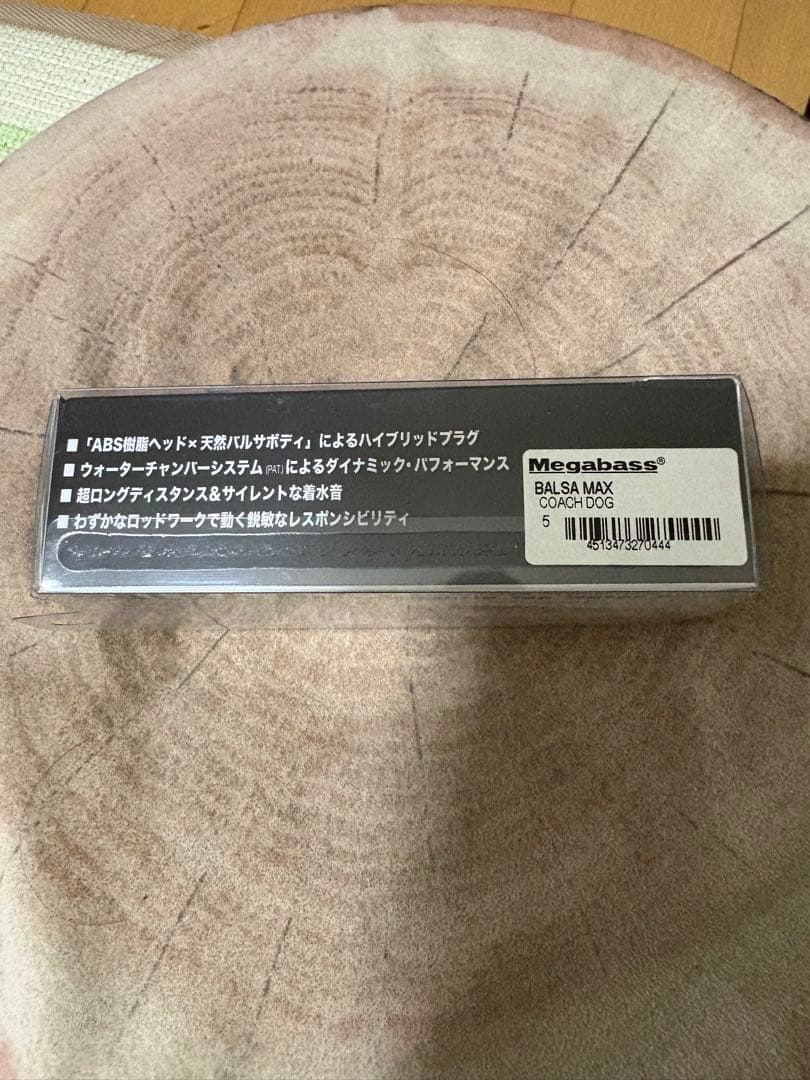 ■「ABS樹脂ヘッド×天然バルサボディ」によるハイブリッドプラグ
■ ウォーターチャンバーシステム(PAT.)によるダイナミック・パフォーマンス
■ 超ロングディスタンス&サイレントな着水音
■ わずかなロッドワークで動く鋭敏なレスポンシビリティ
Megabass®
BALSA MAX
COACH DOG
5
4513473270444